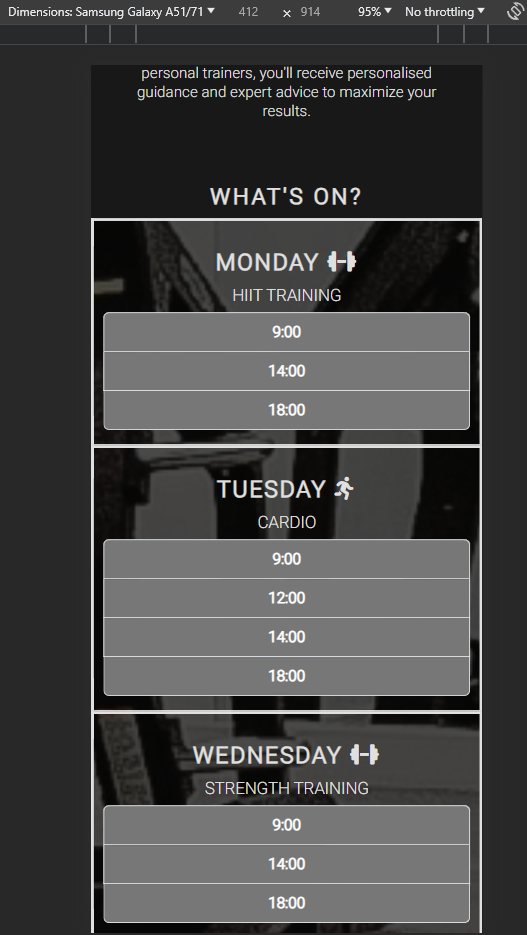 Dimensions: Samsung Galaxy A51/71 ▼ 412 × 914 95% ▼ No throttling ▼
personal trainers, you'll receive personalised
guidance and expert advice to maximize your
results.
WHAT'S ON?
MONDAY
HIIT TRAINING
9:00
14:00
18:00
TUESDAY
CARDIO
9:00
12:00
14:00
18:00
WEDNESDAY
STRENGTH TRAINING
9:00
14:00
18:00